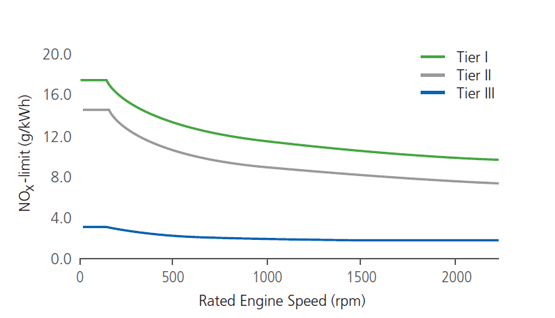 20.0
16.0
12.0
8.0
4.0
0.0
NOX-limit (g/kWh)
Tier I
Tier II
Tier III
0 500 1000 1500 2000
Rated Engine Speed (rpm)